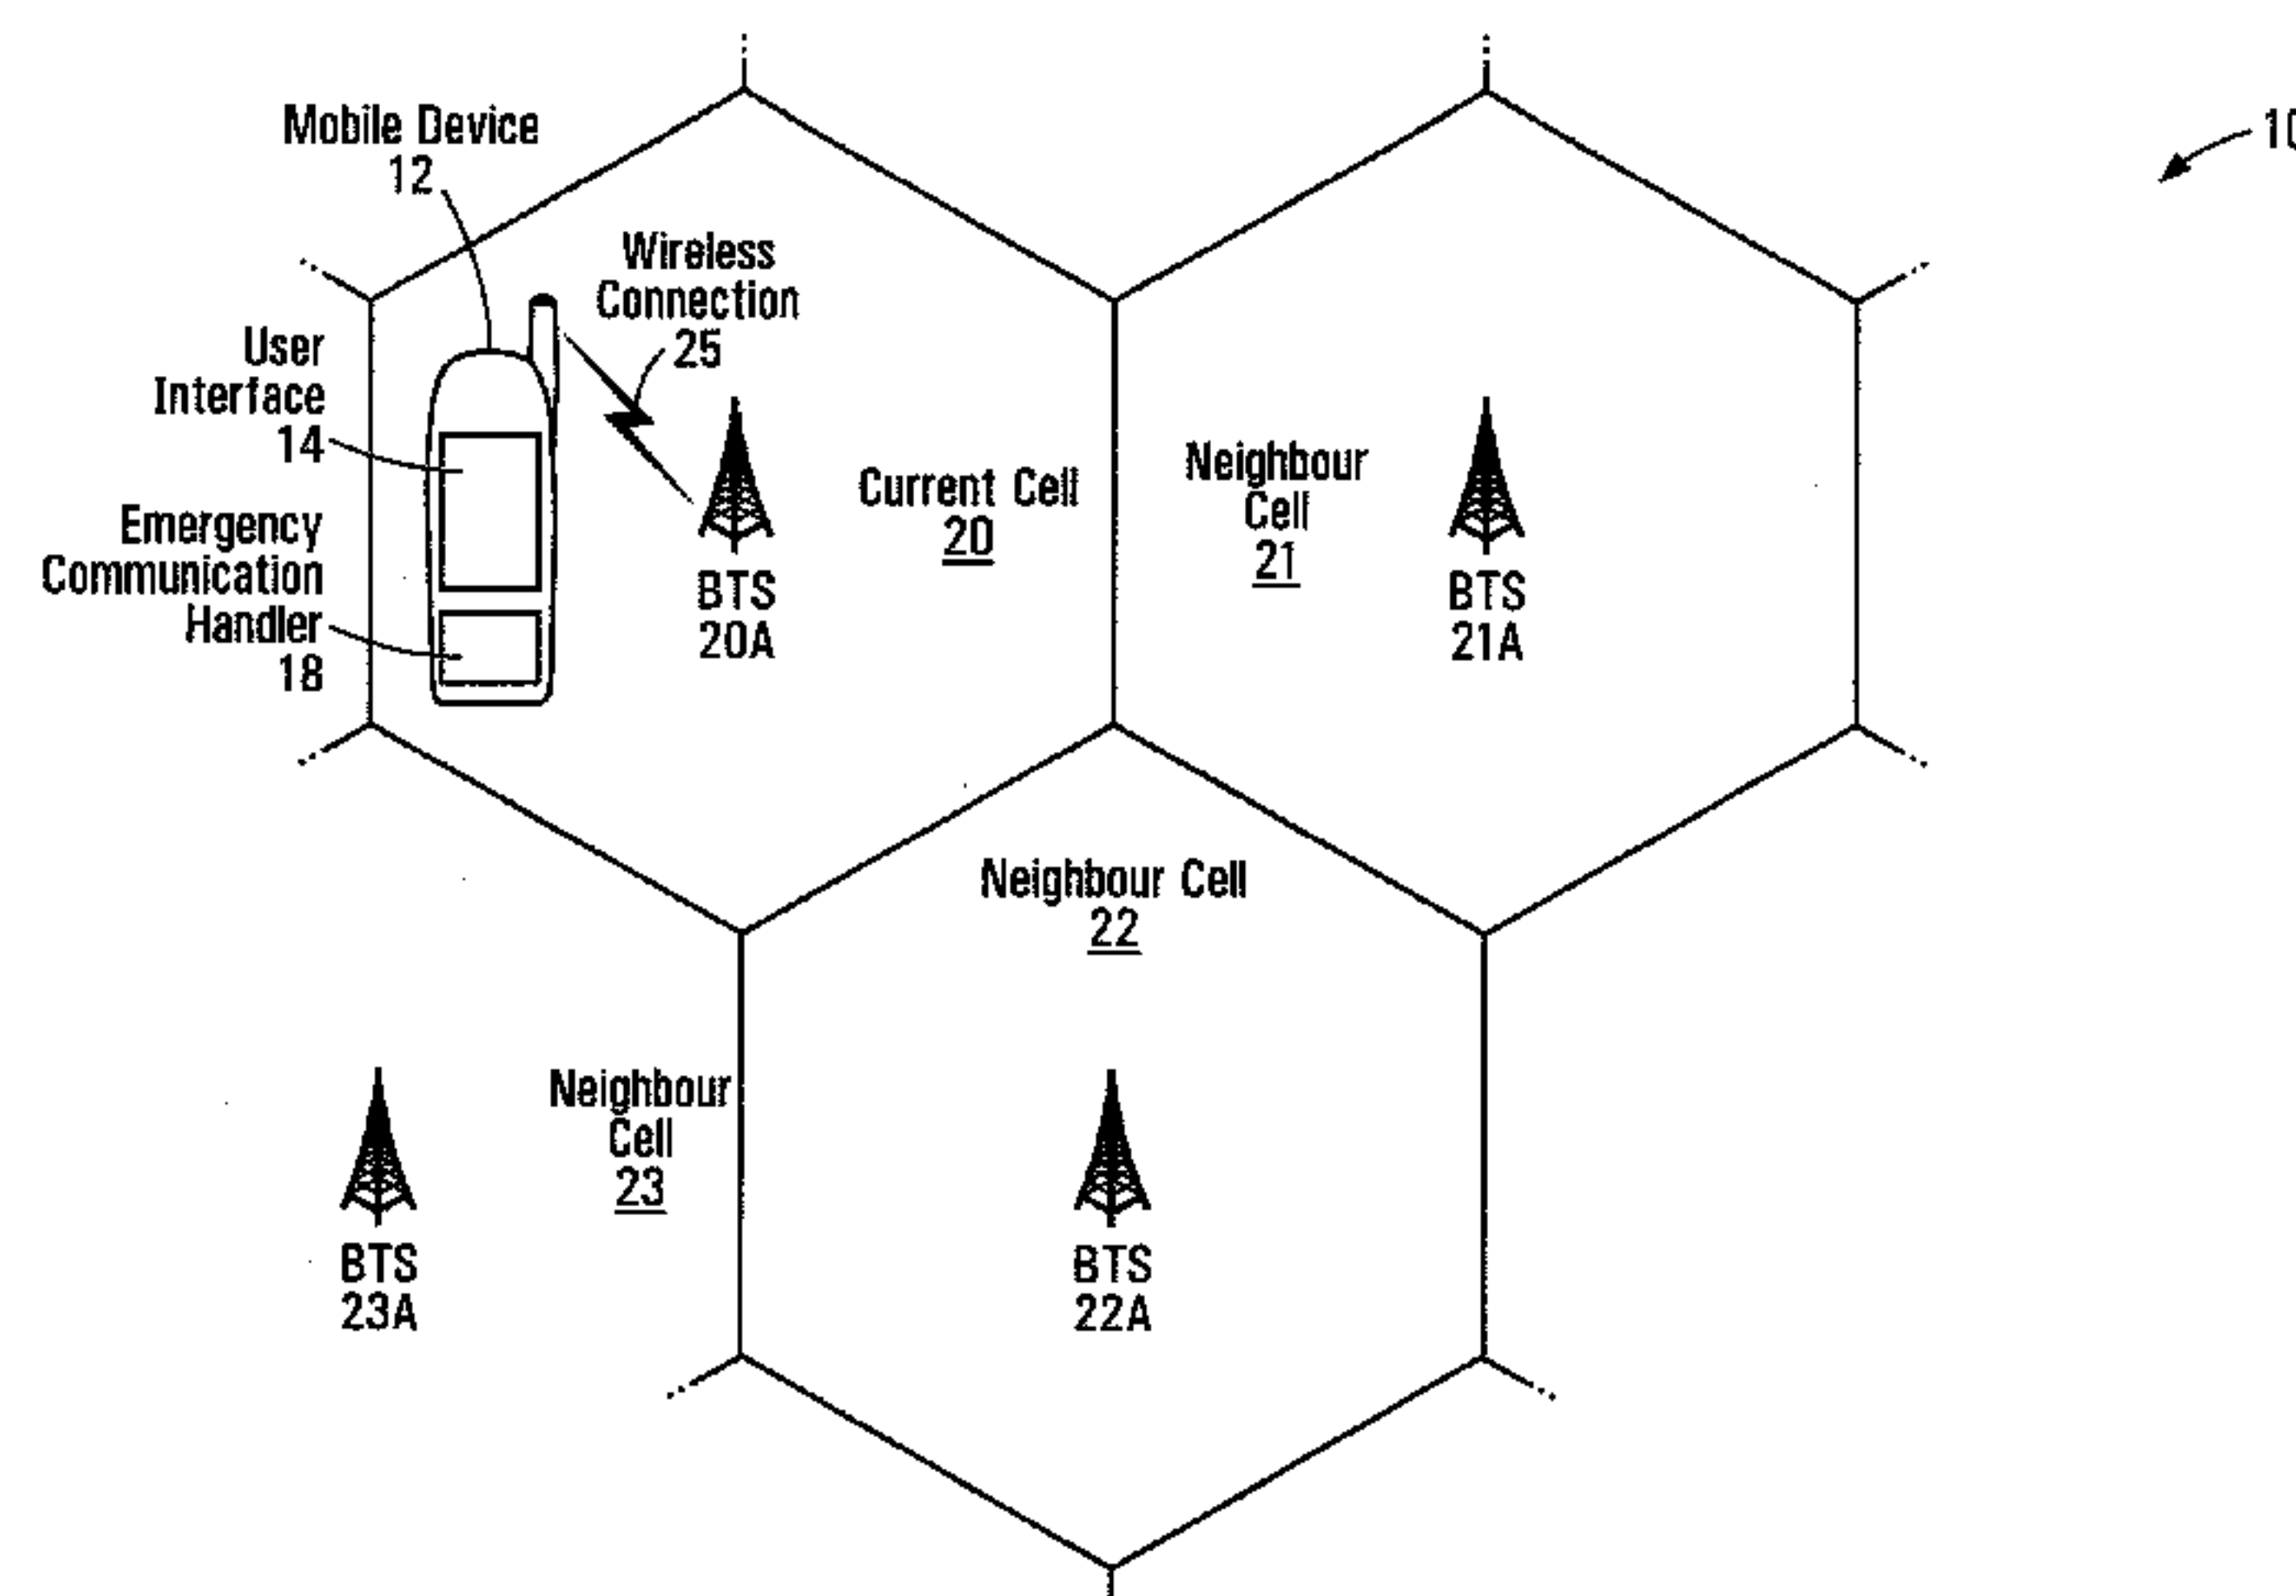 10
Mobile Device
12
Wireless
Connection
25
User
Interface
14
Emergency
Communication
Handler
18
BTS
20A
Current Cell
20
Neighbour
Cell
21
BTS
21A
Neighbour Cell
22
Neighbour
Cell
23
BTS
23A
BTS
22A